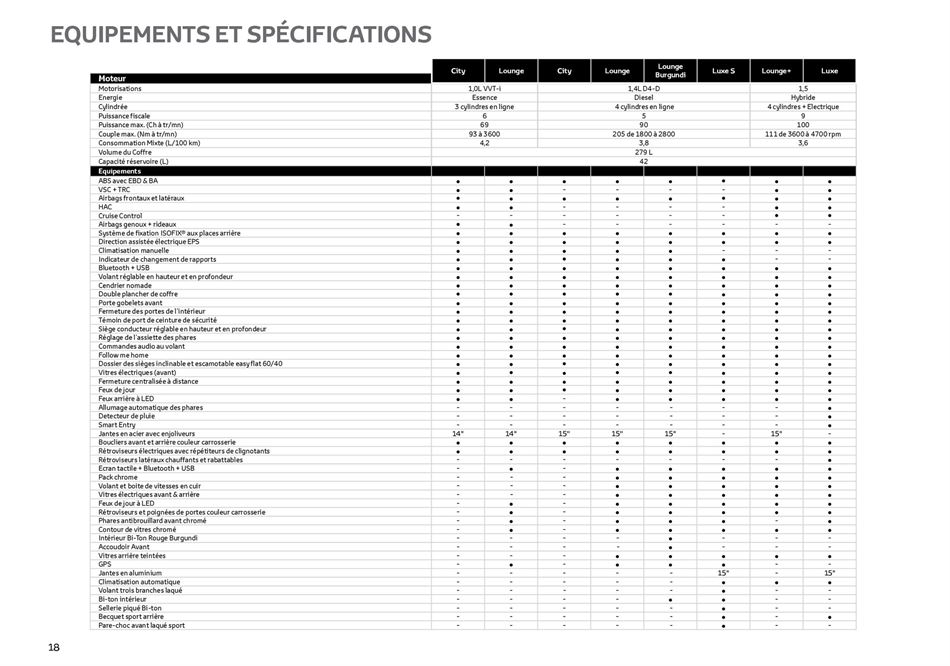 EQUIPEMENTS ET SPÉCIFICATIONS
Moteur City Lounge City Lounge Lounge Burgundi Luxe S Lounge+ Luxe
Motorisations 1,0L VVT-i 1,4L D4-D 1,5
Energie Essence Diesel Hybride
Cylindrée 3 cylindres en ligne 4 cylindres en ligne 4 cylindres + Electrique
Puissance fiscale 6 5 9
Puissance max. (Ch à tr/mn) 69 90 100
Couple max. (Nm à tr/mn) 93 à 3600 205 de 1800 à 2800 111 de 3600 à 4700 rpm
Consommation Mixte (L/100 km) 4,2 3,8 3,6
Volume du Coffre 279 L
Capacité réservoire (L) 42
Equipements
ABS avec EBD & BA • • • • • • • •
VSC + TRC • • - - - - • •
Airbags frontaux et latéraux • • • • • • • •
HAC • • - - - - • •
Cruise Control - - - - - - • •
Airbags genoux + rideaux • • - - - - - -
Système de fixation ISOFIX® aux places arrière • • • • • • • •
Direction assistée électrique EPS • • • • • • • •
Climatisation manuelle • • • • • - - -
Indicateur de changement de rapports • • • • • • - -
Bluetooth + USB • • • • • • • •
Volant réglable en hauteur et en profondeur • • • • • • • •
Cendrier nomade • • • • • • • •
Double plancher de coffre • • • • • • • •
Porte gobelets avant • • • • • • • •
Fermeture des portes de l'intérieur • • • • • • • •
Témoin de port de ceinture de sécurité • • • • • • • •
Siège conducteur réglable en hauteur et en profondeur • • • • • • • •
Réglage de l'assiette des phares • • • • • • • •
Commandes audio au volant • • • • • • • •
Follow me home • • • • • • • •
Dossier des sièges inclinable et escamotable easy flat 60/40 • • • • • • • •
Vitres électriques (avant) • • • • • • • •
Fermeture centralisée à distance • • • • • • • •
Feux de jour • • • • • • • •
Feux arrière à LED • • - • • • • •
Allumage automatique des phares - - - - - - - •
Detecteur de pluie - - - - - - - •
Smart Entry - - - - - - - •
Jantes en acier avec enjoliveurs 14" 14" 15" 15" 15" - 15" -
Boucliers avant et arrière couleur carrosserie • • • • • • • •
Rétroviseurs électriques avec répétiteurs de clignotants • • • • • • • •
Rétroviseurs latéraux chauffants et rabattables - - - - - - - •
Ecran tactile + Bluetooth + USB - • - • • • • •
Pack chrome - - - • • • • •
Volant et boite de vitesses en cuir - - - • • • • •
Vitres électriques avant & arrière - - - • • • • •
Feux de jour à LED - • - • • • • •
Rétroviseurs et poignées de portes couleur carrosserie - • - • • • • •
Phares antibrouillard avant chromé - • - • • • - •
Contour de vitres chromé - • - • • • • •
Intérieur Bi-Ton Rouge Burgundi - - - - • - - -
Accoudoir Avant - - - - • - - -
Vitres arrière teintées - - - • • • • •
GPS - • - • • • - -
Jantes en aluminium - - - - - 15" - 15"
Climatisation automatique - - - - - • • •
Volant trois branches laqué - - - - - • - -
Bi-ton intérieur - - - - • • - -
Sellerie piqué Bi-ton - - - - - • - -
Becquet sport arrière - - - - - • - •
Pare-choc avant laqué sport - - - - - • - -
18